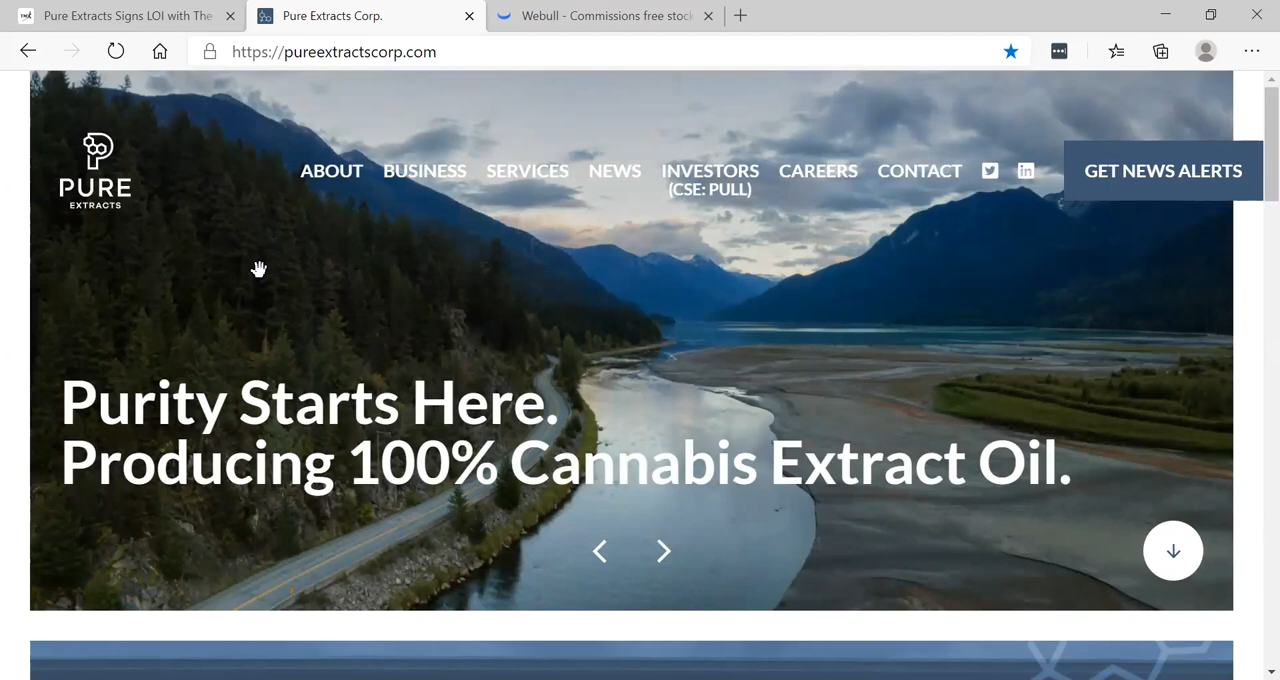 Pure Extracts Signs LOI with The
Pure Extracts Corp.
Webull - Commissions free stock
https://pureextractscorp.com
PURE
EXTRACTS
ABOUT
BUSINESS
SERVICES
NEWS
INVESTORS
(CSE: PULL)
CAREERS
CONTACT
GET NEWS ALERTS
Purity Starts Here.
Producing 100% Cannabis Extract Oil.